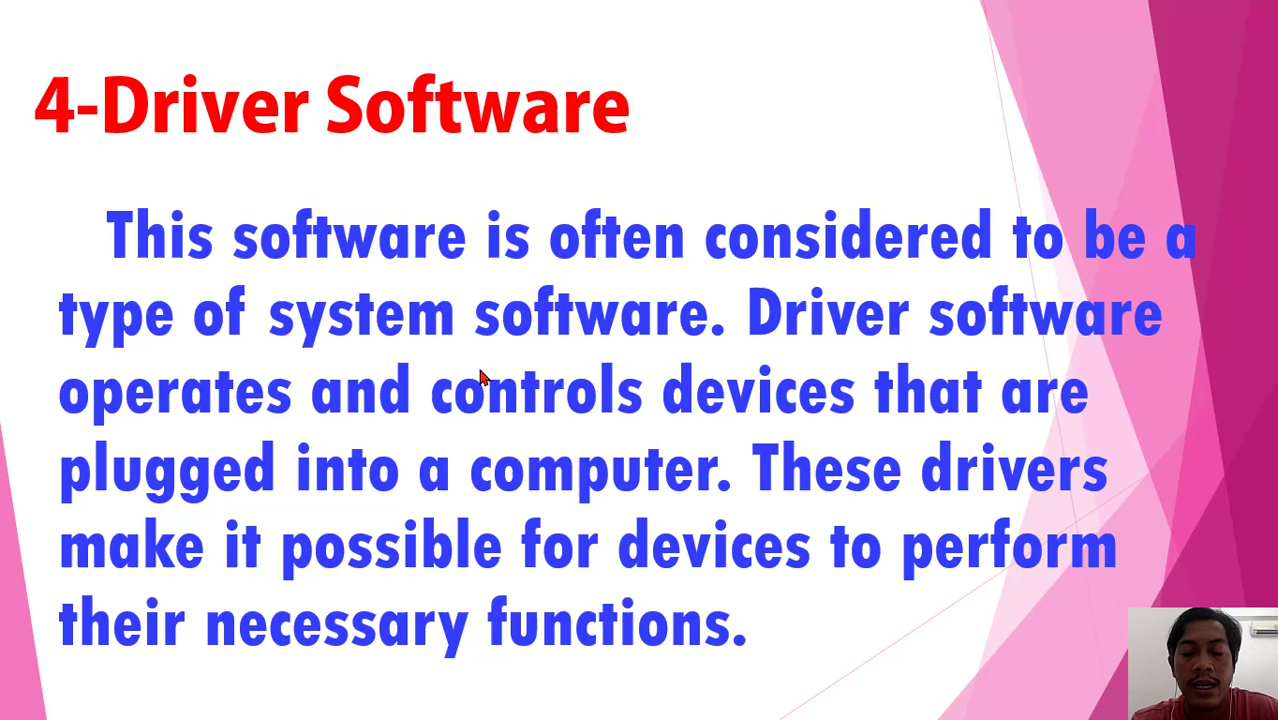 4-Driver Software
This software is often considered to be a
type of system software. Driver software
operates and controls devices that are
plugged into a computer. These drivers
make it possible for devices to perform
their necessary functions.